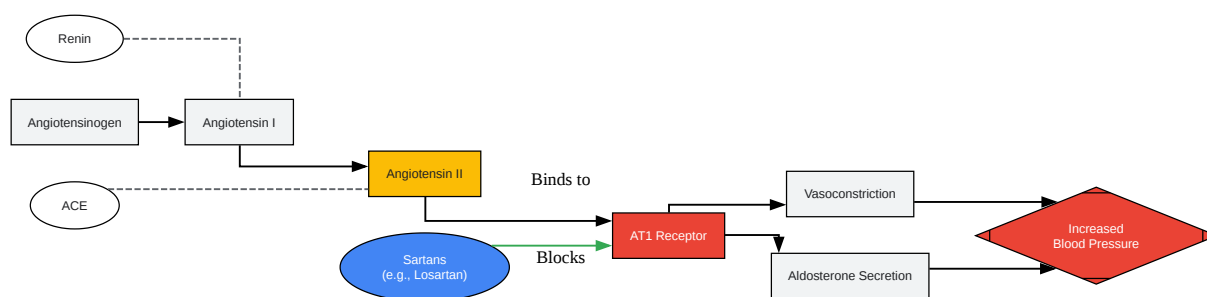 Renin
Angiotensinogen
Angiotensin I
ACE
Angiotensin II
Binds to
Sartans
(e.g., Losartan)
Blocks
AT1 Receptor
Vasoconstriction
Aldosterone Secretion
Increased
Blood Pressure